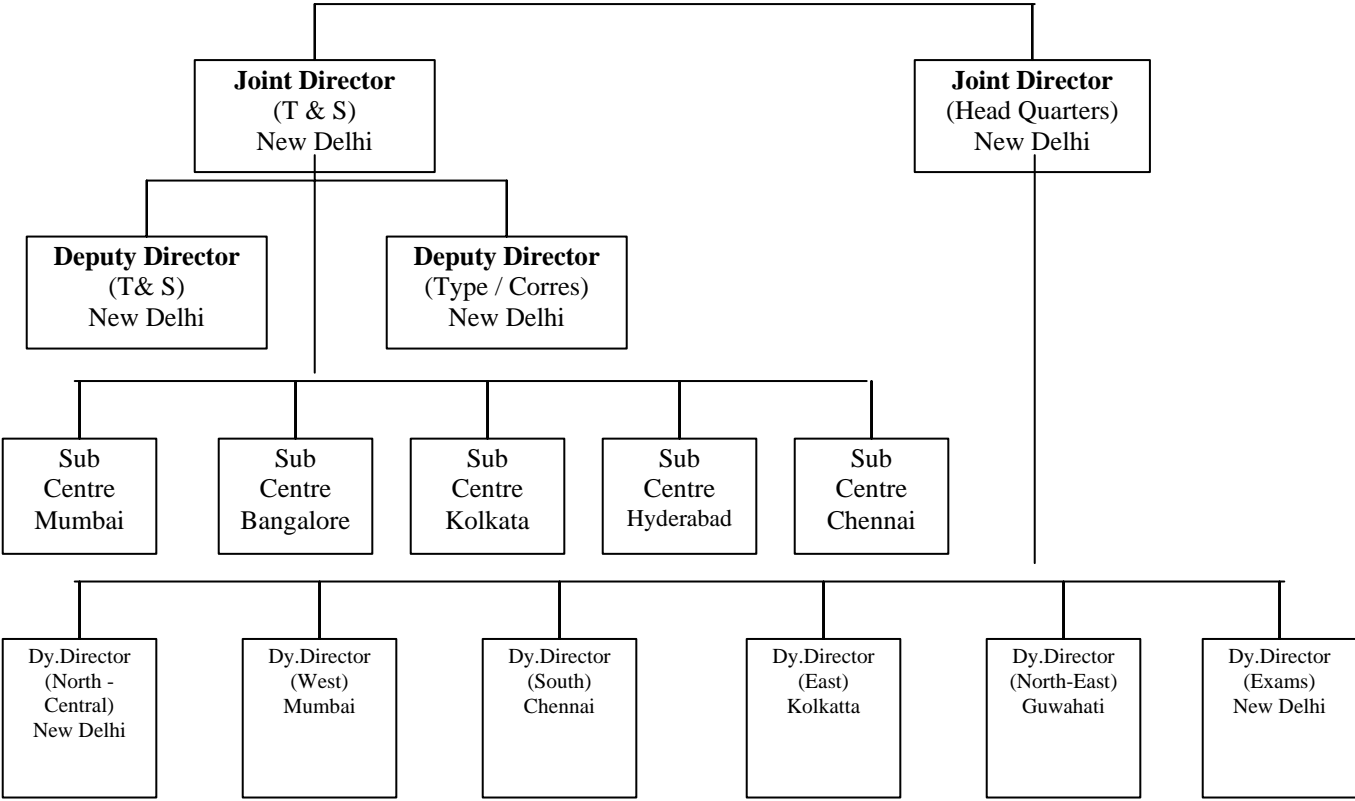 Joint Director
(T & S)
New Delhi
Joint Director
(Head Quarters)
New Delhi
Deputy Director
(T& S)
New Delhi
Deputy Director
(Type / Corres)
New Delhi
Sub
Centre
Mumbai
Sub
Centre
Bangalore
Sub
Centre
Kolkata
Sub
Centre
Hyderabad
Sub
Centre
Chennai
Dy.Director
(North -
Central)
New Delhi
Dy.Director
(West)
Mumbai
Dy.Director
(South)
Chennai
Dy.Director
(East)
Kolkatta
Dy.Director
(North-East)
Guwahati
Dy.Director
(Exams)
New Delhi